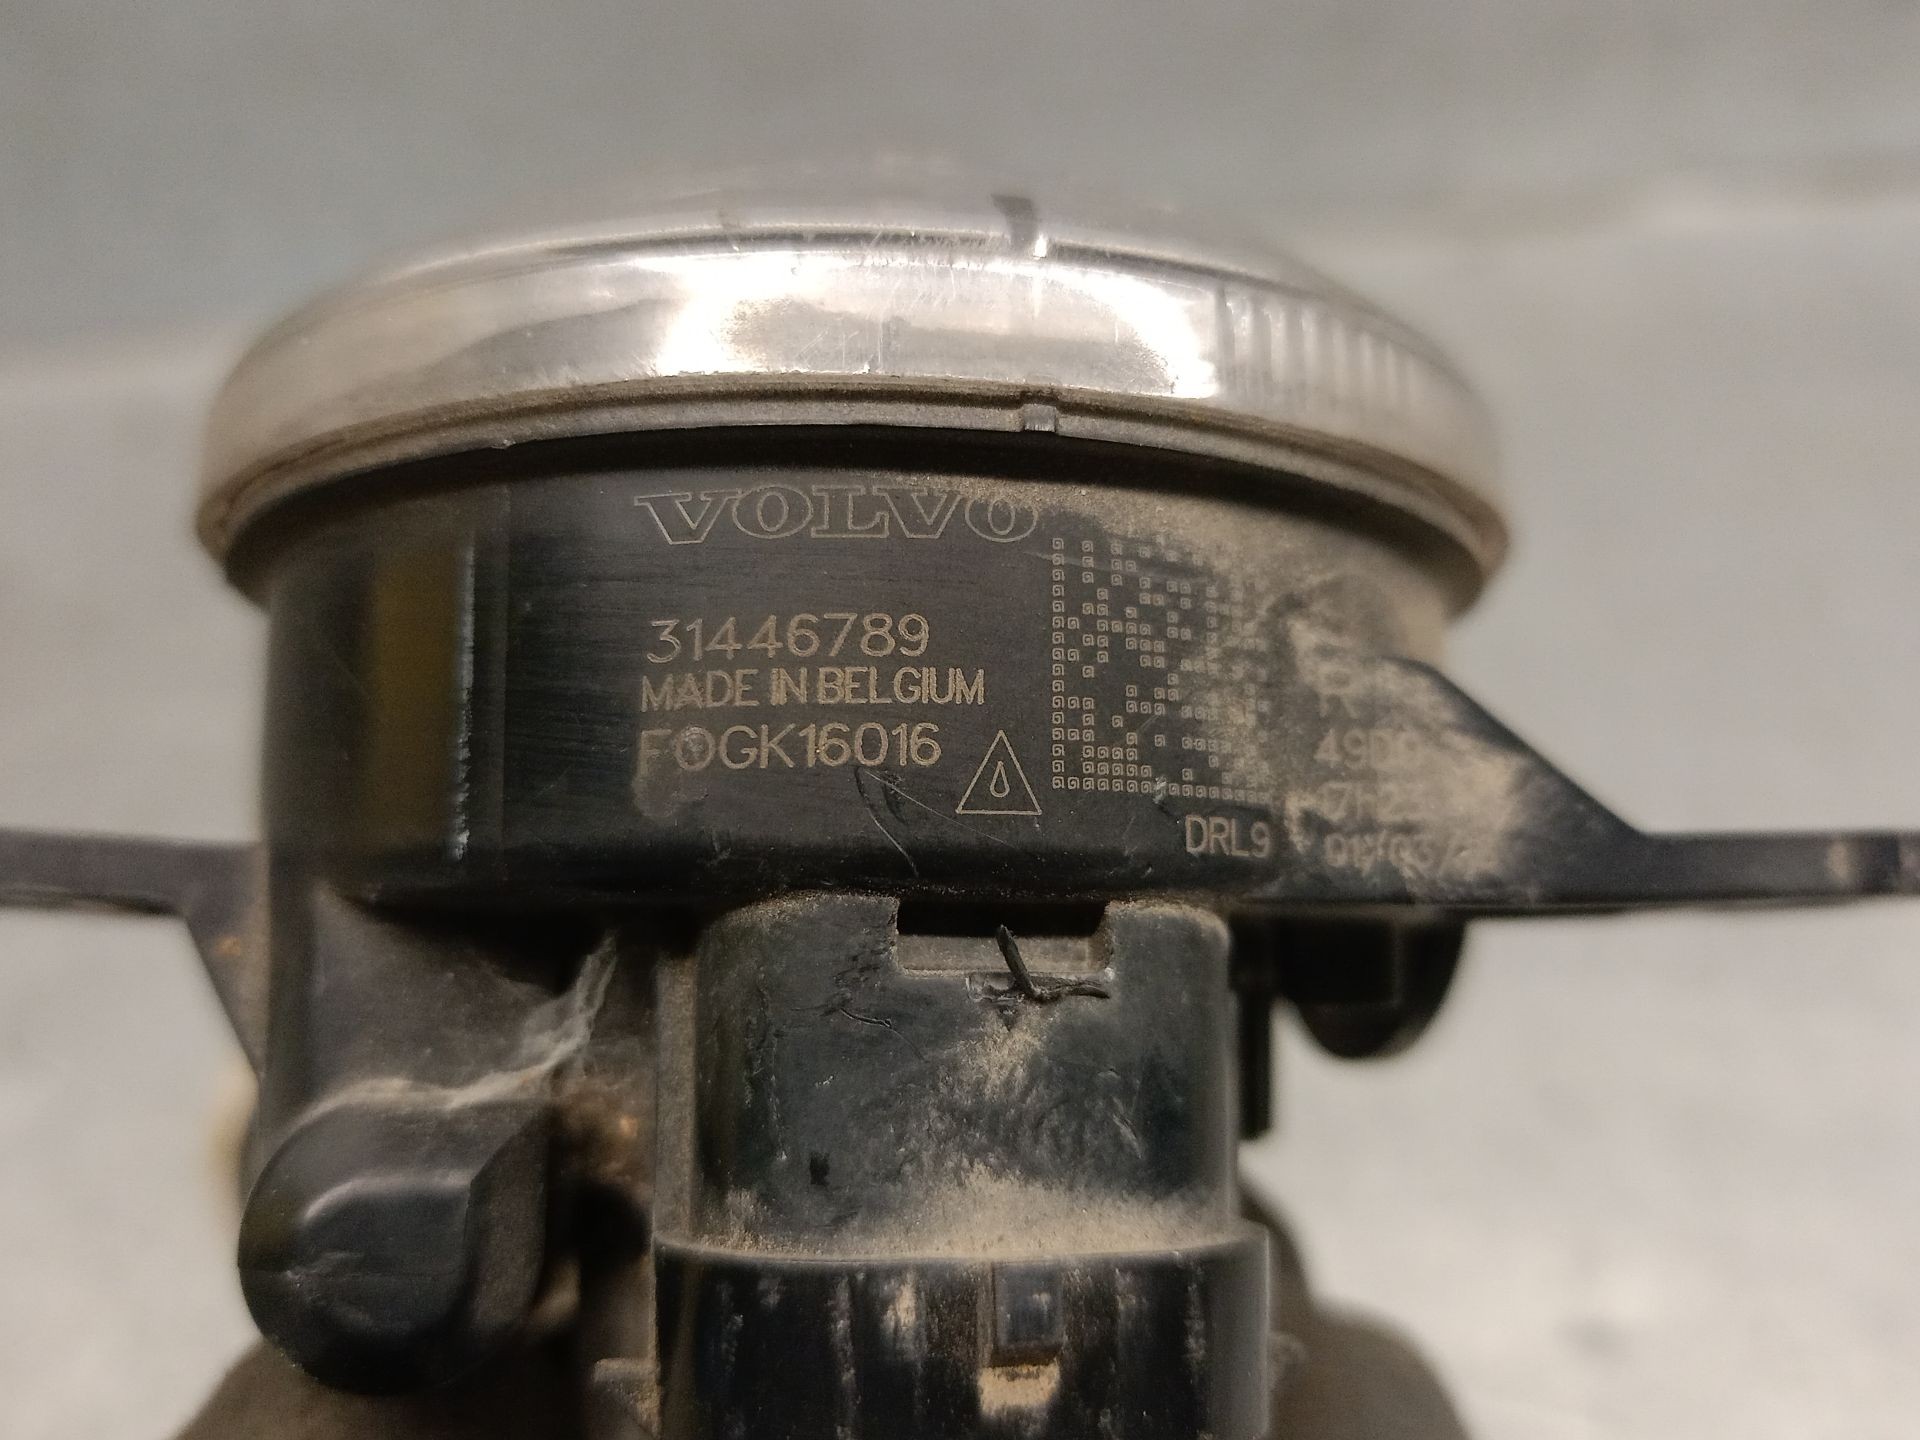 VOLVO
31446789
MADE IN BELGIUM
FOGK16016
DRL9